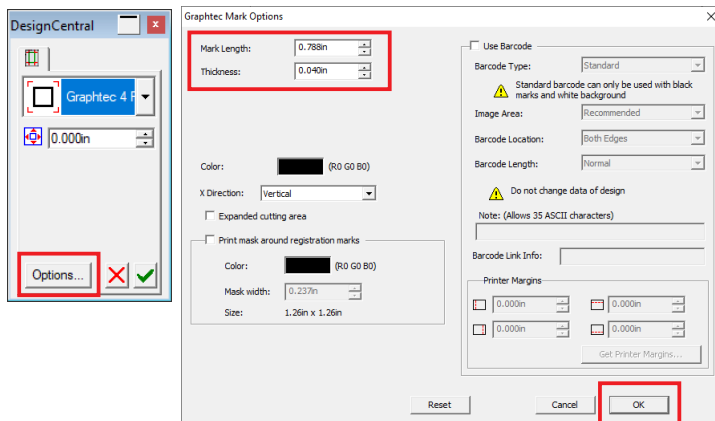 DesignCentral
Graphtec 4 P
0.000in
Options...
Graphtec Mark Options
Mark Length: 0.788in
Thickness: 0.040in
Color: (R0 G0 B0)
X Direction: Vertical
Expanded cutting area
Print mask around registration marks
Color: (R0 G0 B0)
Mask width: 0.237in
Size: 1.26in x 1.26in
Use Barcode
Barcode Type: Standard
Standard barcode can only be used with black
marks and white background
Image Area: Recommended
Barcode Location: Both Edges
Barcode Length: Normal
Do not change data of design
Note: (Allows 35 ASCII characters)
Barcode Link Info:
Printer Margins
0.000in 0.000in
0.000in 0.000in
Get Printer Margins...
Reset Cancel OK